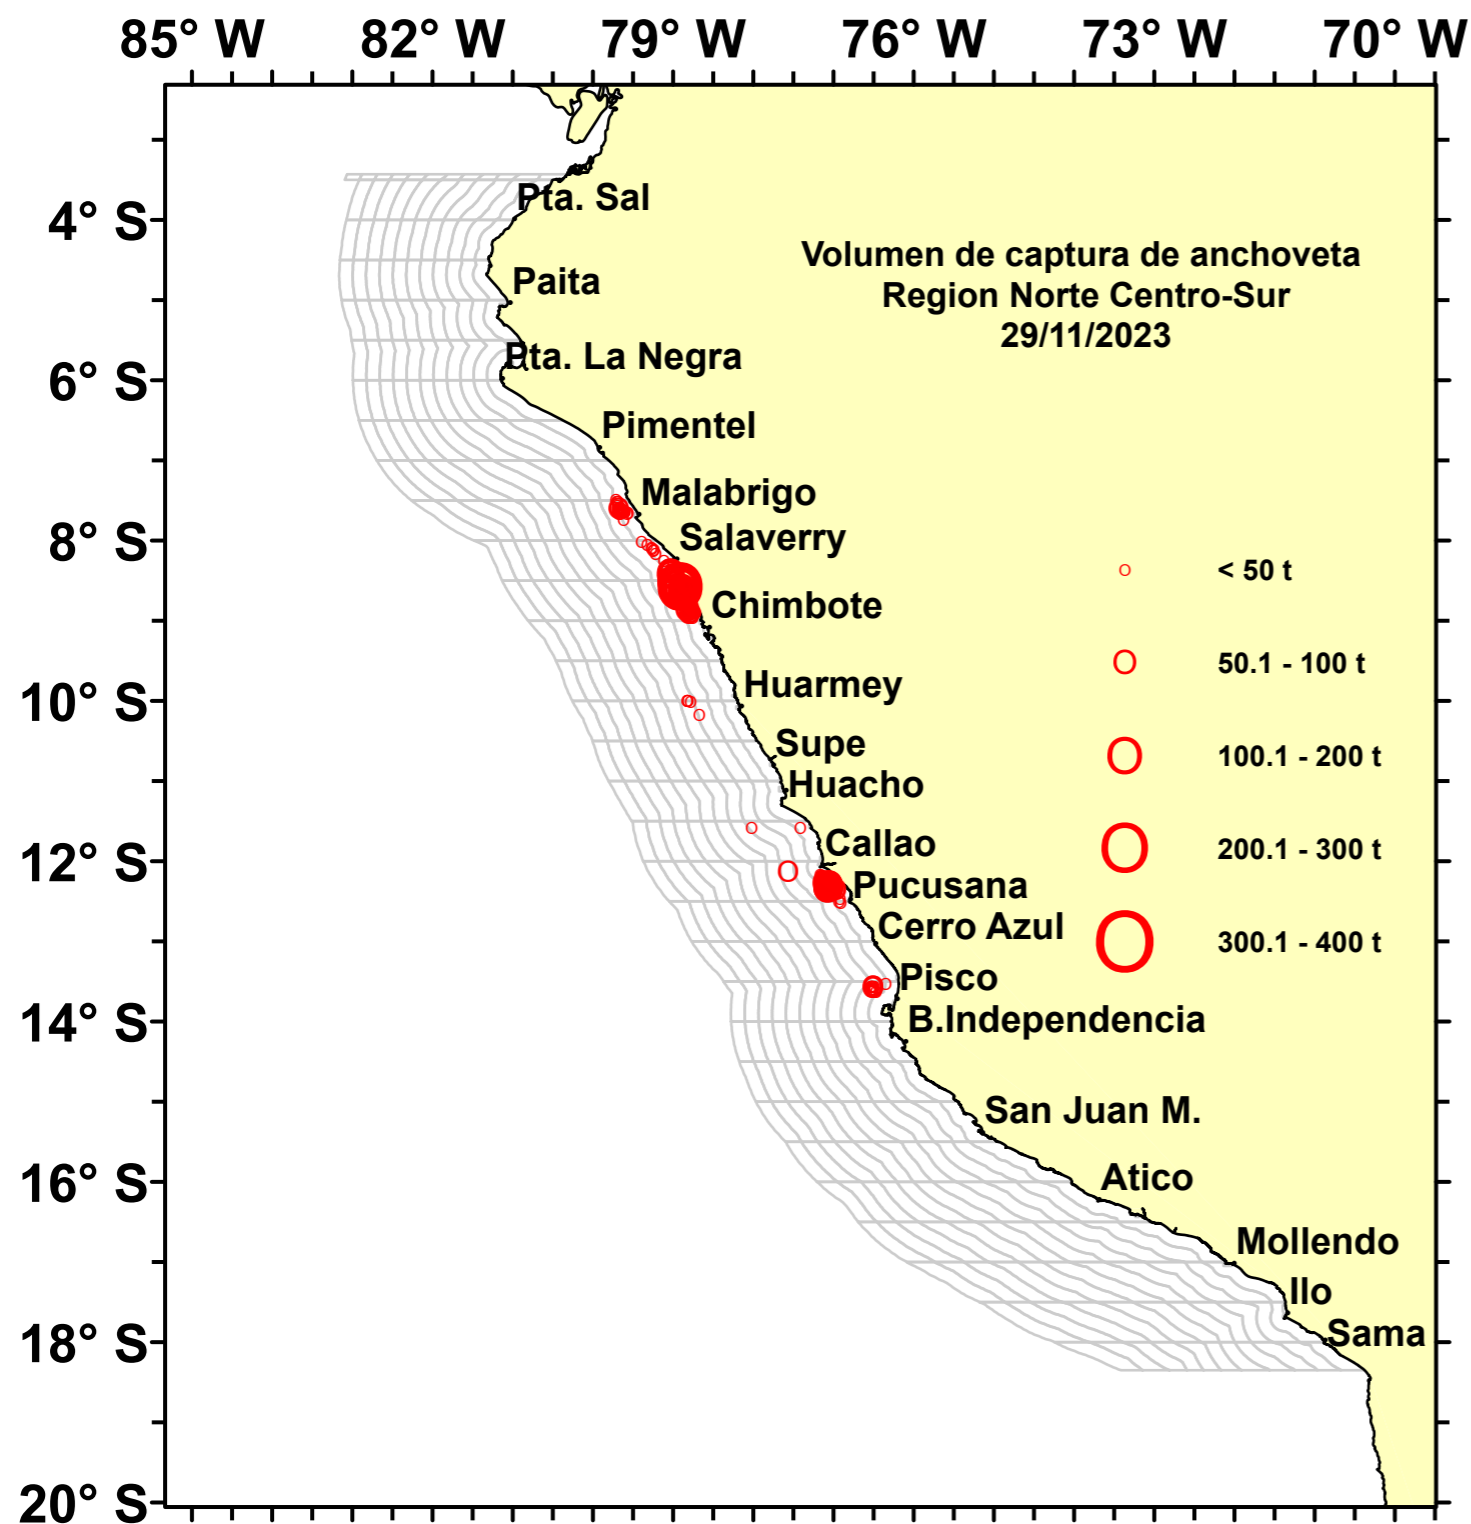 85° W 82° W 79° W 76° W 73° W 70° W
4° S
6° S
8° S
10° S
12° S
14° S
16° S
18° S
20° S
Volumen de captura de anchoveta
Region Norte Centro-Sur
29/11/2023
Pta. Sal
Paita
Pta. La Negra
Pimentel
Malabrigo
Salaverry
Chimbote
Huarmey
Supe
Huacho
Callao
Pucusana
Cerro Azul
Pisco
B.Independencia
San Juan M.
Atico
Mollendo
Ilo
Sama
< 50 t
50.1 - 100 t
100.1 - 200 t
200.1 - 300 t
300.1 - 400 t